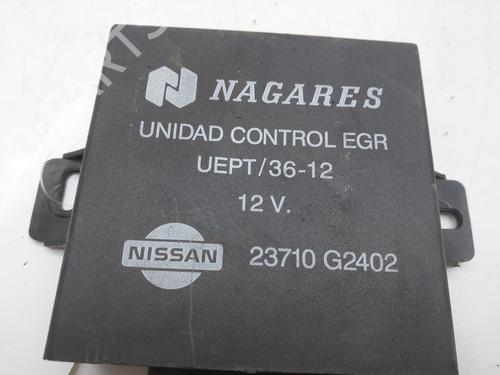 NAGARES
UNIDAD CONTROL EGR
UEPT/36-12
12 V.
NISSAN 23710 G2402